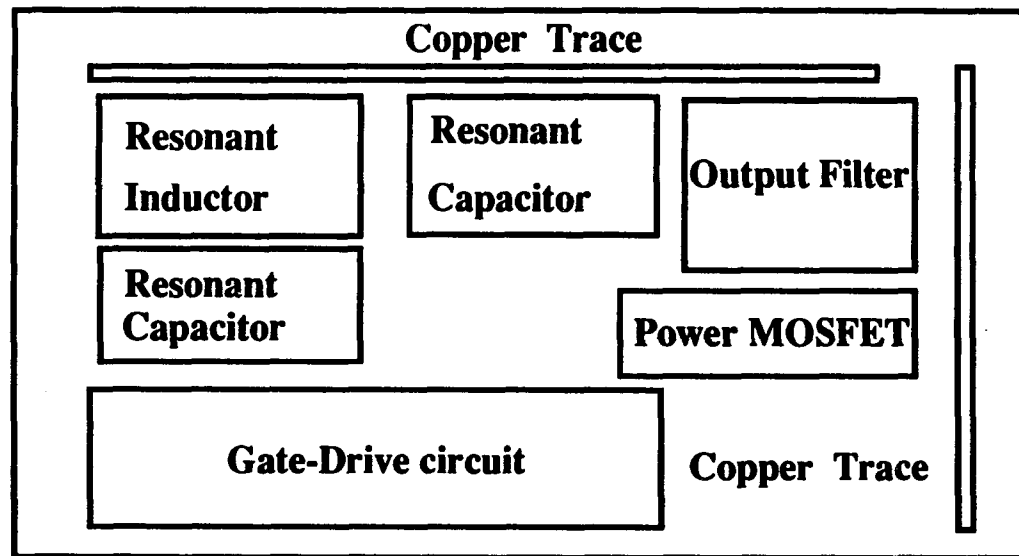 Copper Trace
Resonant
Inductor
Resonant
Capacitor
Output Filter
Resonant
Capacitor
Power MOSFET
Gate-Drive circuit
Copper Trace